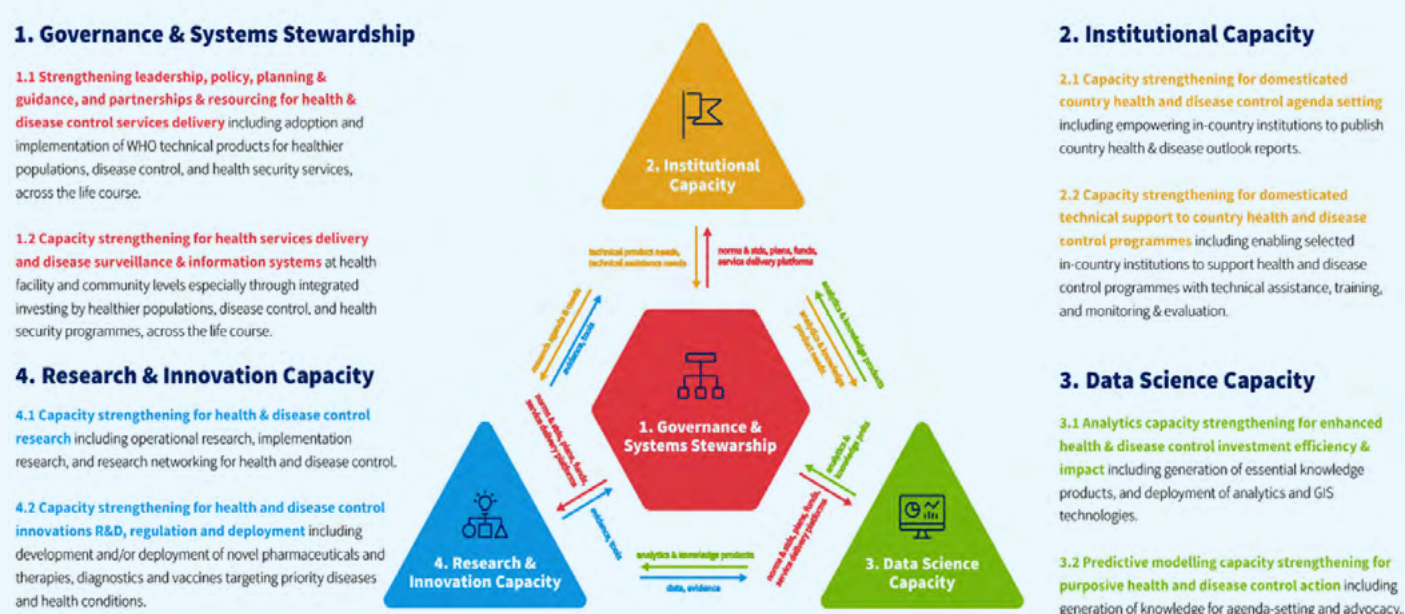 1. Governance & Systems Stewardship
1.1 Strengthening leadership, policy, planning &
guidance, and partnerships & resourcing for health &
disease control services delivery including adoption and
implementation of WHO technical products for healthier
populations, disease control, and health security services,
across the life course.
1.2 Capacity strengthening for health services delivery
and disease surveillance & information systems at health
facility and community levels especially through integrated
investing by healthier populations, disease control, and health
security programmes, across the life course.
4. Research & Innovation Capacity
4.1 Capacity strengthening for health & disease control
research including operational research, implementation
research, and research networking for health and disease control.
4.2 Capacity strengthening for health and disease control
innovations R&D, regulation and deployment including
development and/or deployment of novel pharmaceuticals and
therapies, diagnostics and vaccines targeting priority diseases
and health conditions.
2. Institutional
Capacity
technical product needs,
technical assistance needs
norms & stds, plans, funds,
service delivery platforms
research agenda & needs
evidence, tools
analytics & knowledge products
analytics & knowledge
product needs
1. Governance &
Systems Stewarship
norms & stds, plans, funds,
service delivery platforms
evidence, tools
analytics &
knowledge pdts
norms & stds, plans, funds,
service delivery platforms
analytics & knowledge products
data, evidence
4. Research &
Innovation Capacity
3. Data Science
Capacity
2. Institutional Capacity
2.1 Capacity strengthening for domesticated
country health and disease control agenda setting
including empowering in-country institutions to publish
country health & disease outlook reports.
2.2 Capacity strengthening for domesticated
technical support to country health and disease
control programmes including enabling selected
in-country institutions to support health and disease
control programmes with technical assistance, training,
and monitoring & evaluation.
3. Data Science Capacity
3.1 Analytics capacity strengthening for enhanced
health & disease control investment efficiency &
impact including generation of essential knowledge
products, and deployment of analytics and GIS
technologies.
3.2 Predictive modelling capacity strengthening for
purposive health and disease control action including
generation of knowledge for agenda-setting and advocacy.